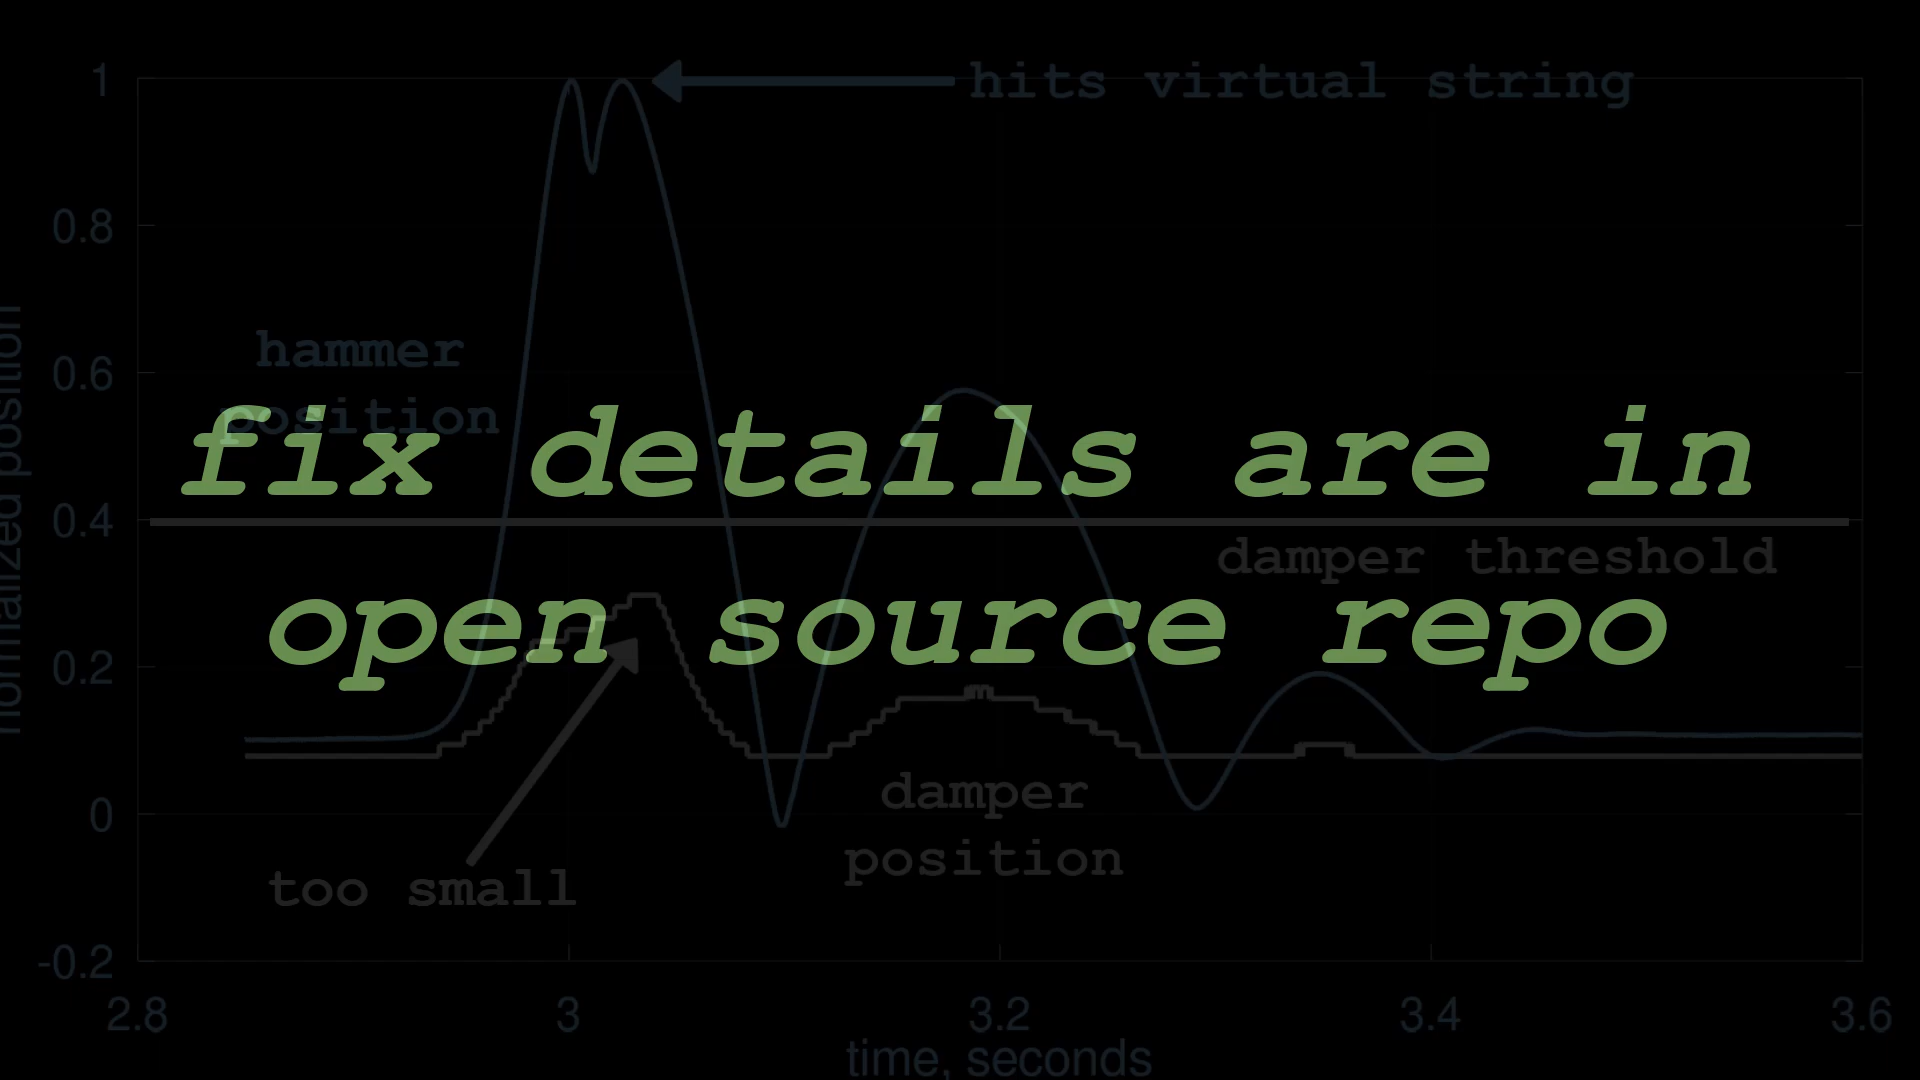 1
hits virtual string
0.8
hammer
position
0.6
fix details are in
0.4
damper threshold
open source repo
0.2
normalized position
damper
position
0
too small
-0.2
2.8
3
3.2
3.4
3.6
time, seconds